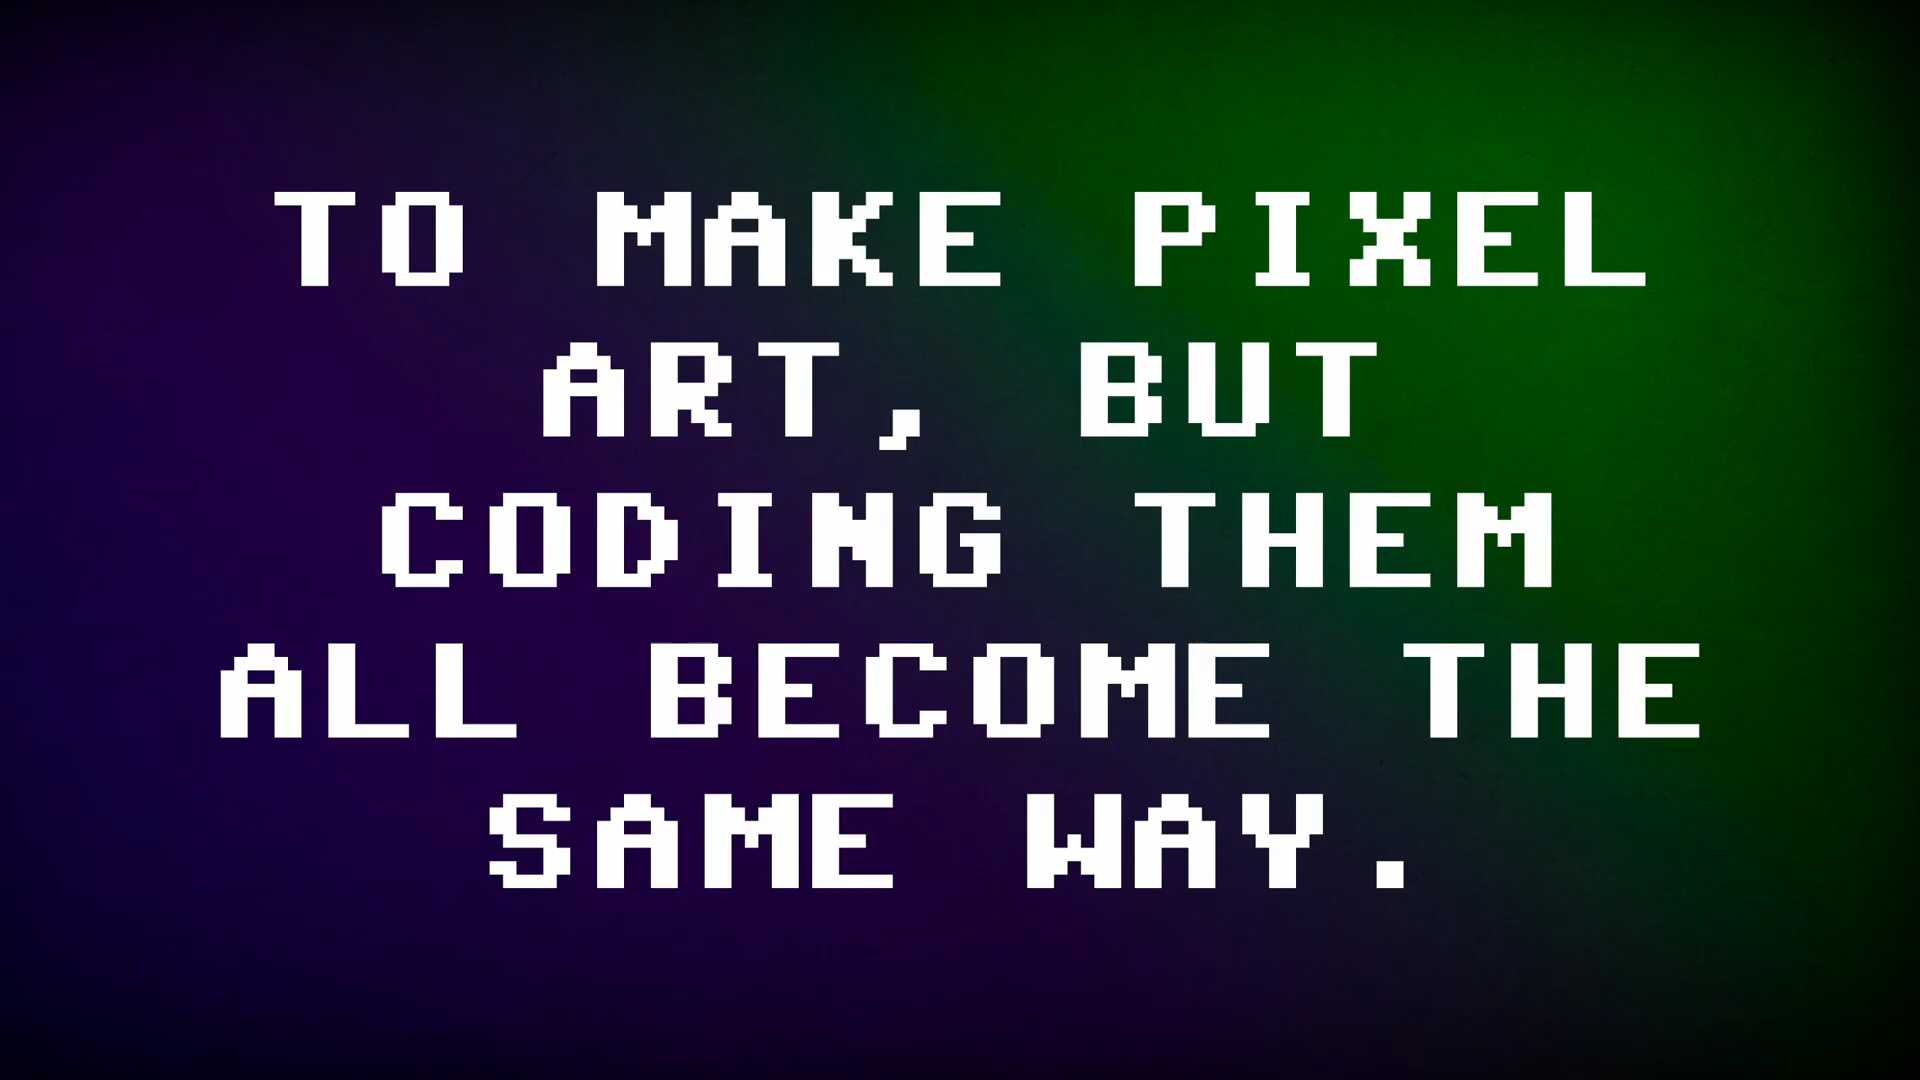 TO MAKE PIXEL
ART, BUT
CODING THEM
ALL BECOME THE
SAME WAY.